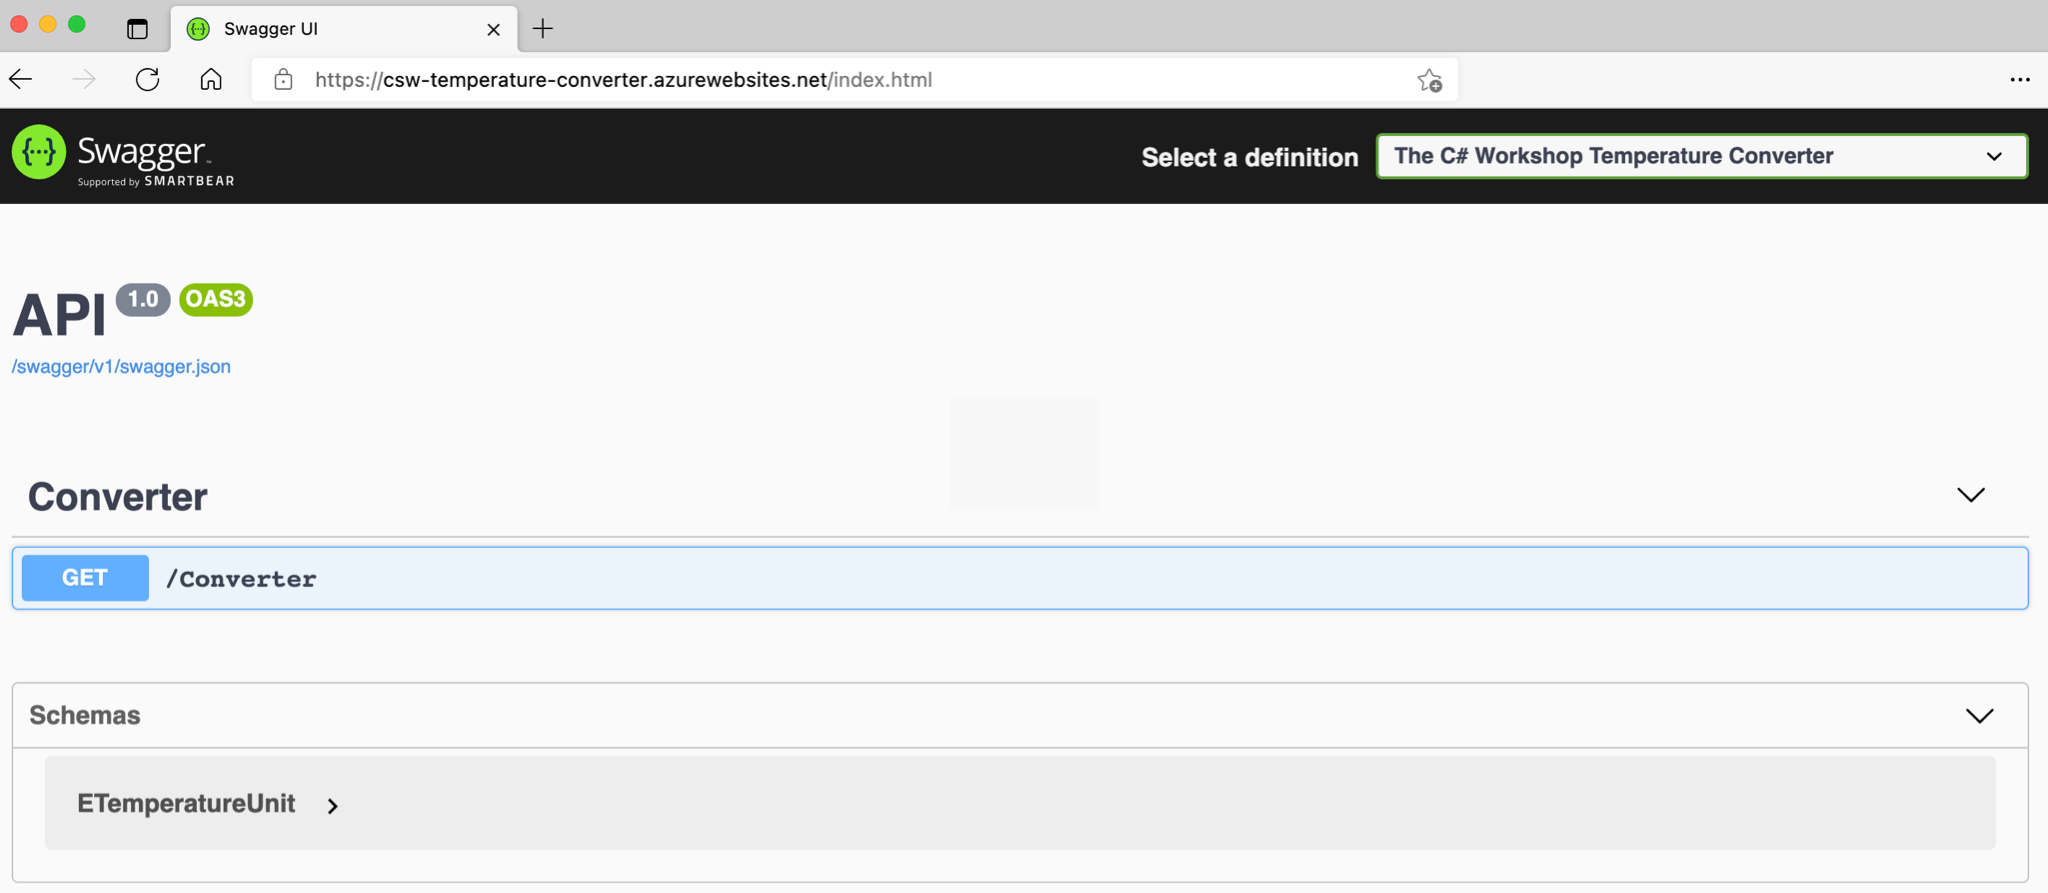 Swagger UI
https://csw-temperature-converter.azurewebsites.net/index.html
{···} Swagger™
Supported by SMARTBEAR
Select a definition
The C# Workshop Temperature Converter
API 1.0 OAS3
/swagger/v1/swagger.json
Converter
GET /Converter
Schemas
ETemperatureUnit